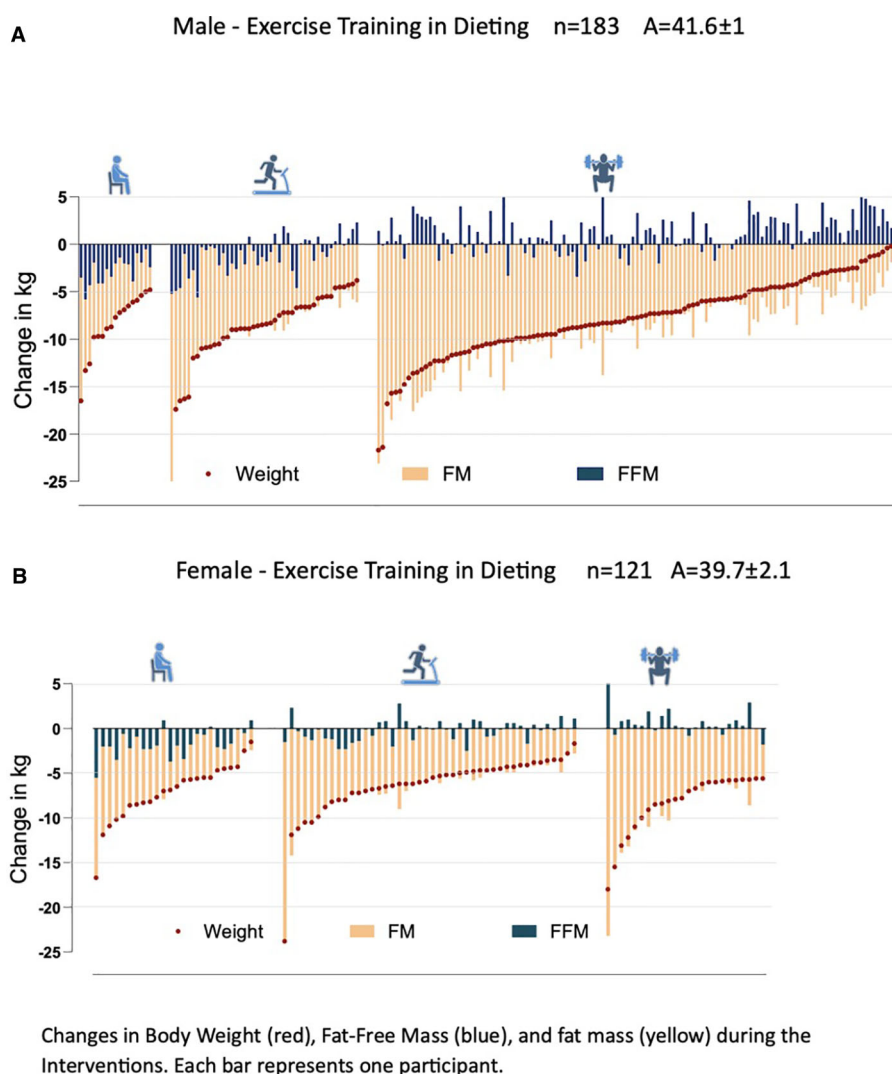 A
Male - Exercise Training in Dieting n=183 A=41.6±1
Change in kg
5
0
-5
-10
-15
-20
-25
Weight FM FFM
B
Female - Exercise Training in Dieting n=121 A=39.7±2.1
Change in kg
5
0
-5
-10
-15
-20
-25
Weight FM FFM
Changes in Body Weight (red), Fat-Free Mass (blue), and fat mass (yellow) during the
Interventions. Each bar represents one participant.